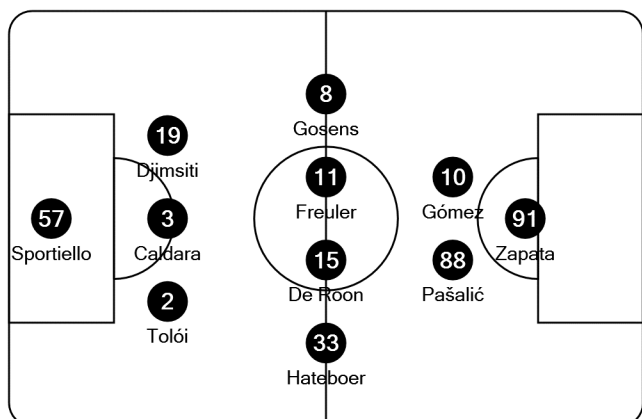 8
Gosens
19
Djimsiti
11
Freuler
10
Gómez
57
Sportiello
3
Caldara
91
Zapata
15
De Roon
88
Pašalić
2
Tolói
33
Hateboer